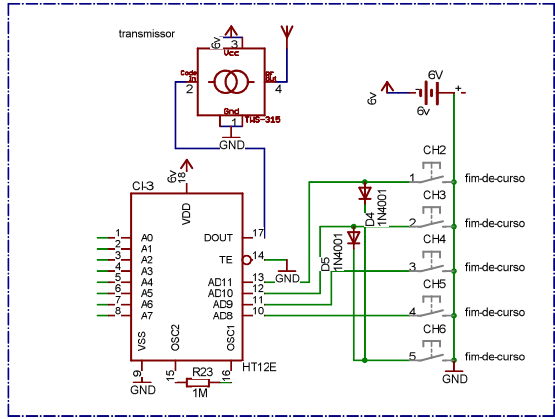 transmissor
6v
3
Vcc
Code In
RF Out
2
4
Gnd
1
TWS-315
GND
6V
+
-
6v
6v
CH2
1
fim-de-curso
CH3
2
fim-de-curso
CH4
3
fim-de-curso
CH5
4
fim-de-curso
CH6
5
fim-de-curso
GND
D4
1N4001
D5
1N4001
6v
18
CI-3
VDD
1 A0
2 A1
3 A2
4 A3
5 A4
6 A5
7 A6
8 A7
DOUT 17
TE 14
GND
AD11 13
AD10 12
AD9 11
AD8 10
VSS
OSC2
OSC1
HT12E
9
15
16
GND
R23
1M